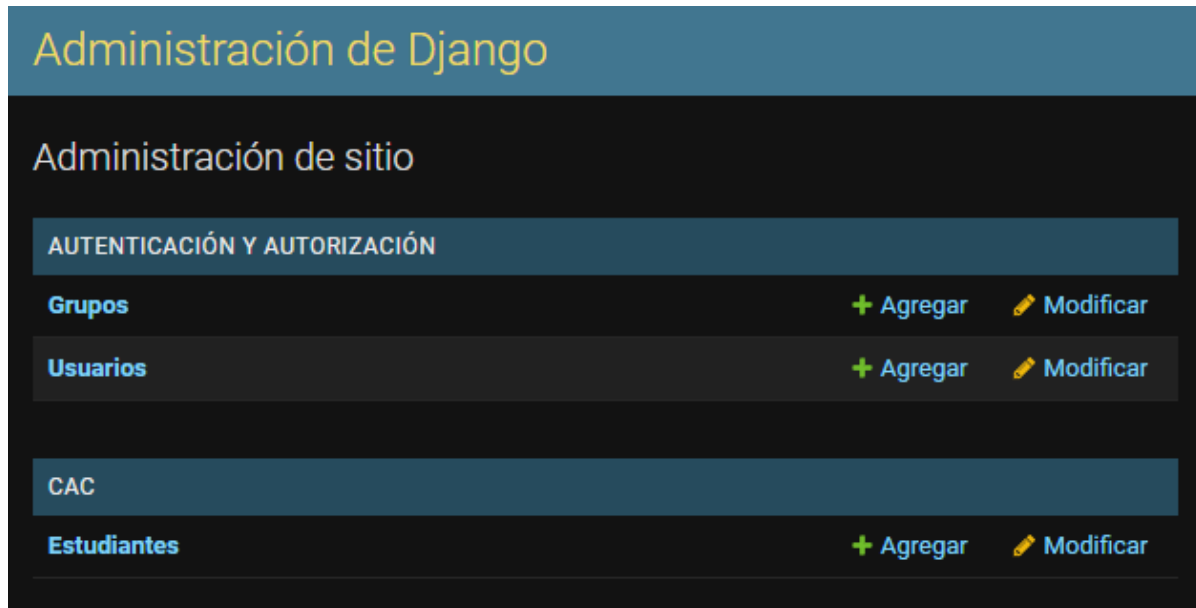 Administración de Django
Administración de sitio
AUTENTICACIÓN Y AUTORIZACIÓN
Grupos Agregar Modificar
Usuarios Agregar Modificar
CAC
Estudiantes Agregar Modificar